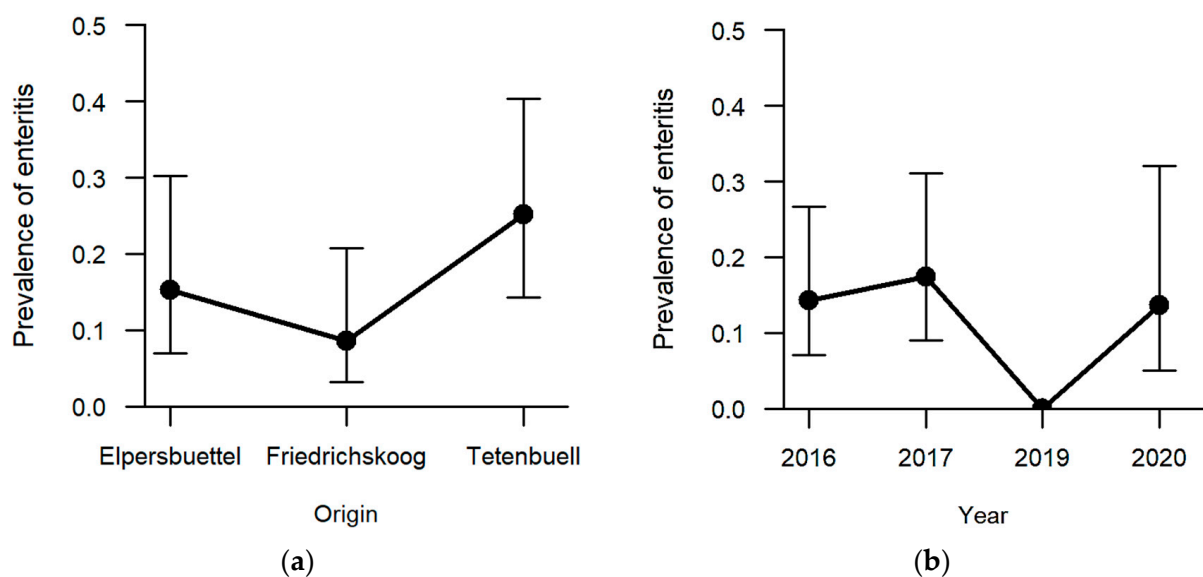 Prevalence of enteritis
0.5
0.4
0.3
0.2
0.1
0.0
Elpersbuettel Friedrichskoog Tetenbuell
Origin
(a)
Prevalence of enteritis
0.5
0.4
0.3
0.2
0.1
0.0
2016 2017 2019 2020
Year
(b)